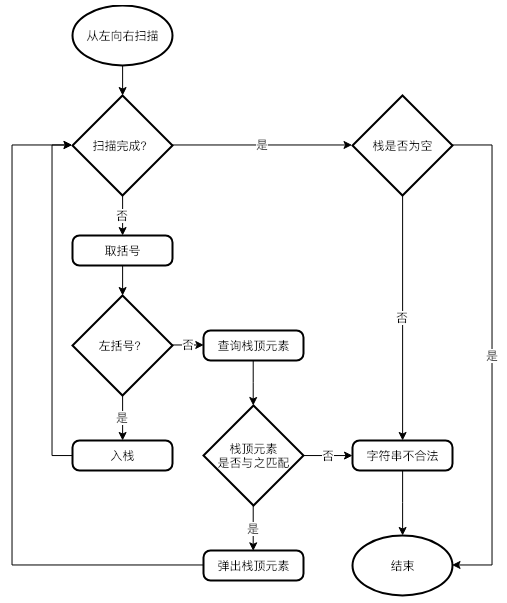 从左向右扫描
扫描完成?
是
栈是否为空
否
取括号
左括号?
否
查询栈顶元素
否
是
是
入栈
栈顶元素
是否与之匹配
否
字符串不合法
是
弹出栈顶元素
结束